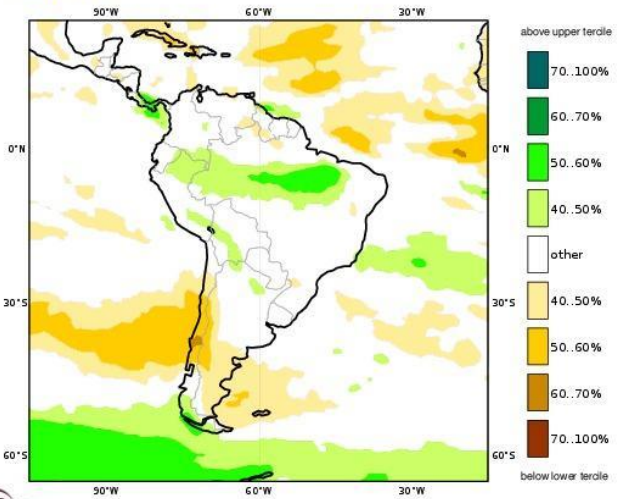 90°W 60°W 30°W
above upper tercile
70..100%
60..70%
0°N 0°N
50..60%
40..50%
other
30°S 30°S
40..50%
50..60%
60..70%
70..100%
60°S 60°S
below lower tercile
90°W 60°W 30°W